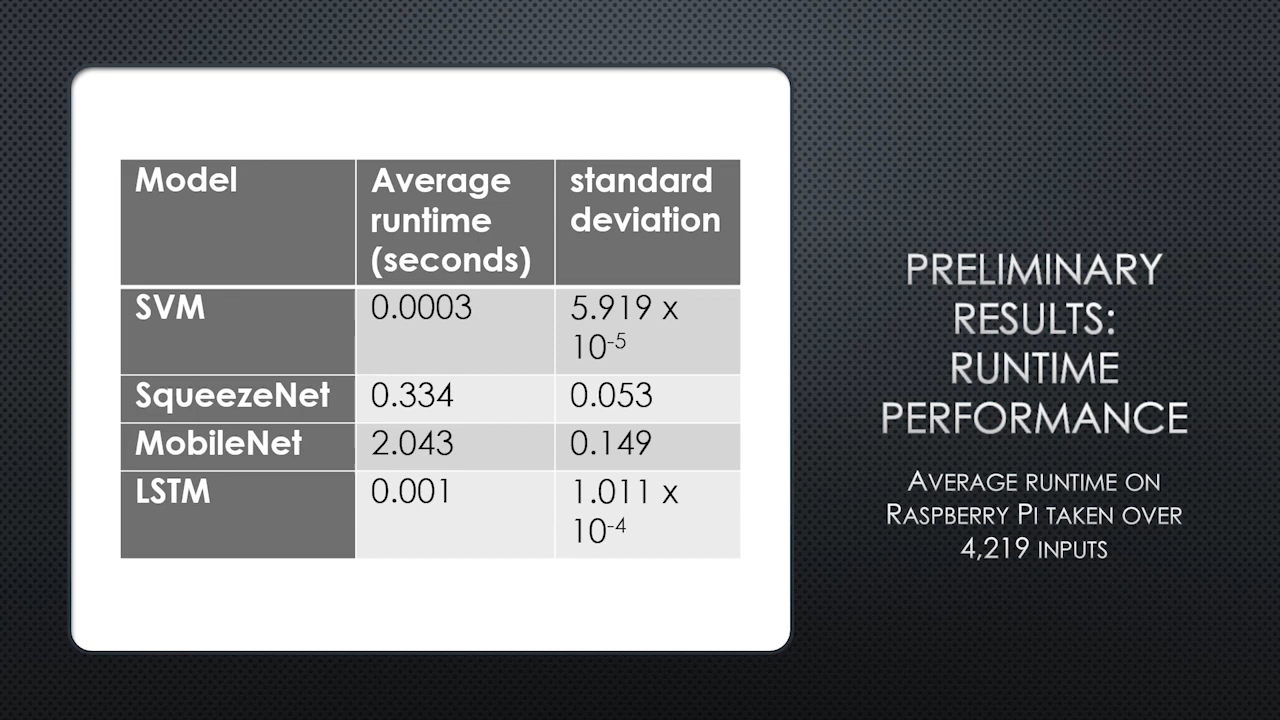 Model
Average
runtime
(seconds)
standard
deviation
SVM
0.0003
5.919 x
10⁻⁵
SqueezeNet
0.334
0.053
MobileNet
2.043
0.149
LSTM
0.001
1.011 x
10⁻⁴
PRELIMINARY
RESULTS:
RUNTIME
PERFORMANCE
AVERAGE RUNTIME ON
RASPBERRY PI TAKEN OVER
4,219 INPUTS